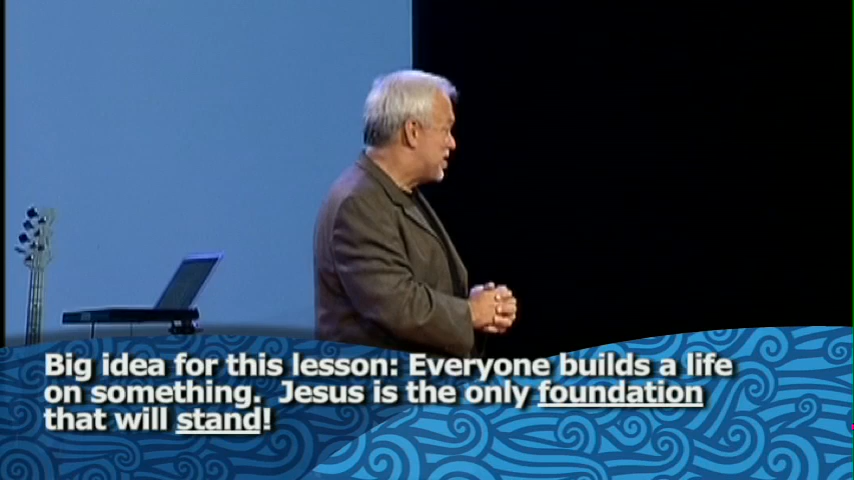 Big idea for this lesson: Everyone builds a life
on something.  Jesus is the only foundation
that will stand!